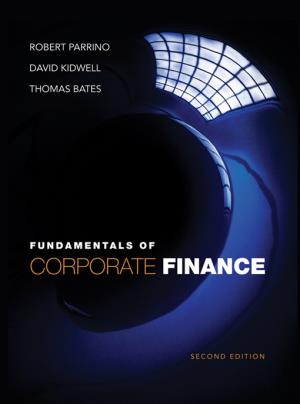 ROBERT PARRINO
DAVID KIDWELL
THOMAS BATES
FUNDAMENTALS OF
CORPORATE FINANCE
SECOND EDITION